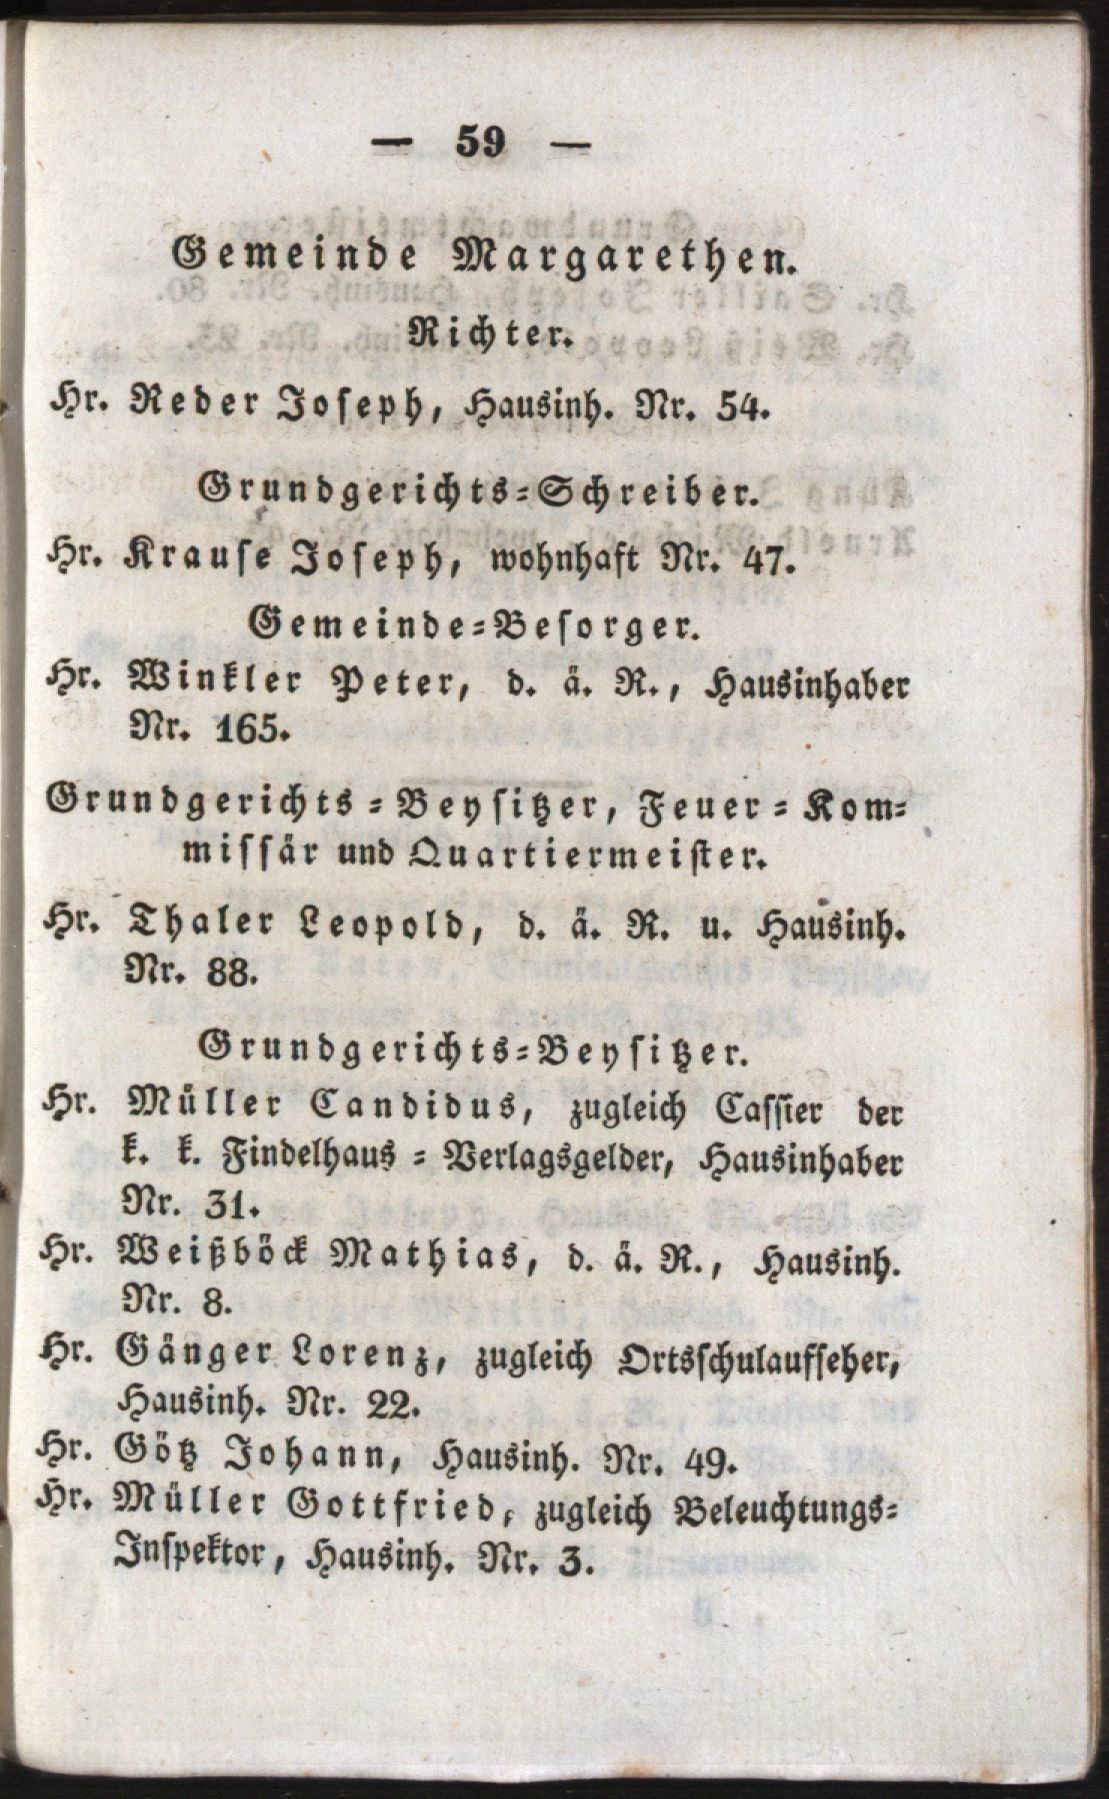 — 59 —
Gemeinde Margarethen.
Richter.
Hr. Reder Joseph, Hausinh. Nr. 54.
Grundgerichts=Schreiber.
Hr. Krause Joseph, wohnhaft Nr. 47.
Gemeinde=Besorger.
Hr. Winkler Peter, d. ä. R., Hausinhaber
Nr. 165.
Grundgerichts=Beysitzer, Feuer=Kom=
missär und Quartiermeister.
Hr. Thaler Leopold, d. ä. R. u. Hausinh.
Nr. 88.
Grundgerichts=Beysitzer.
Hr. Müller Candidus, zugleich Cassier der
k. k. Findelhaus=Verlagsgelder, Hausinhaber
Nr. 31.
Hr. Weißböck Mathias, d. ä. R., Hausinh.
Nr. 8.
Hr. Gänger Lorenz, zugleich Ortsschulaufseher,
Hausinh. Nr. 22.
Hr. Götz Johann, Hausinh. Nr. 49.
Hr. Müller Gottfried, zugleich Beleuchtungs=
Inspektor, Hausinh. Nr. 3.